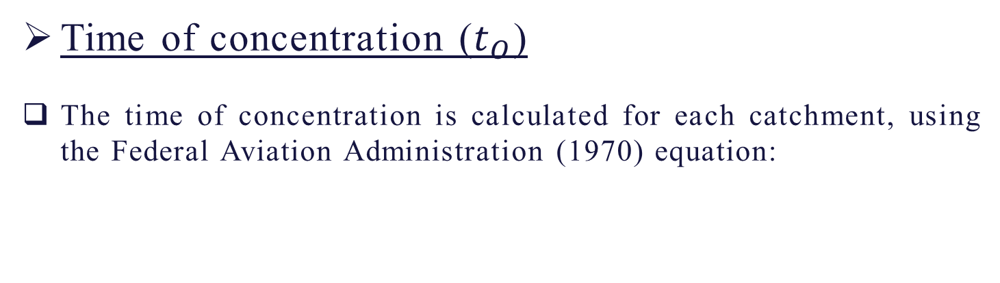 ➢ Time of concentration (t_O)
❑ The time of concentration is calculated for each catchment, using
the Federal Aviation Administration (1970) equation: